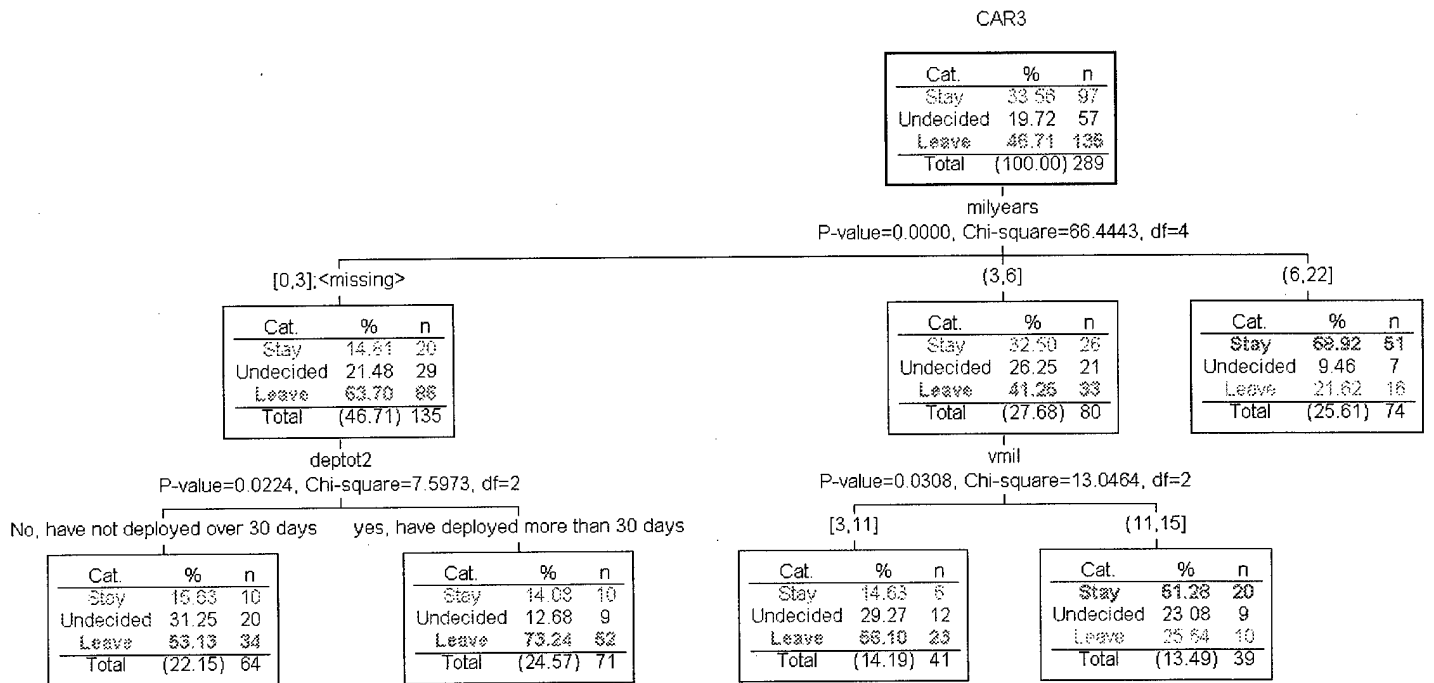 CAR3
Cat. % n
Stay 33.56 97
Undecided 19.72 57
Leave 46.71 135
Total (100.00) 289
milyears
P-value=0.0000, Chi-square=66.4443, df=4
[0,3];<missing>
Cat. % n
Stay 14.81 20
Undecided 21.48 29
Leave 63.70 86
Total (46.71) 135
(3,6]
Cat. % n
Stay 32.50 26
Undecided 26.25 21
Leave 41.25 33
Total (27.68) 80
(6,22]
Cat. % n
Stay 68.92 51
Undecided 9.46 7
Leave 21.62 16
Total (25.61) 74
deptot2
P-value=0.0224, Chi-square=7.5973, df=2
No, have not deployed over 30 days
Cat. % n
Stay 15.63 10
Undecided 31.25 20
Leave 53.13 34
Total (22.15) 64
yes, have deployed more than 30 days
Cat. % n
Stay 14.08 10
Undecided 12.68 9
Leave 73.24 52
Total (24.57) 71
vmil
P-value=0.0308, Chi-square=13.0464, df=2
[3,11]
Cat. % n
Stay 14.63 6
Undecided 29.27 12
Leave 56.10 23
Total (14.19) 41
(11,15]
Cat. % n
Stay 51.28 20
Undecided 23.08 9
Leave 25.64 10
Total (13.49) 39